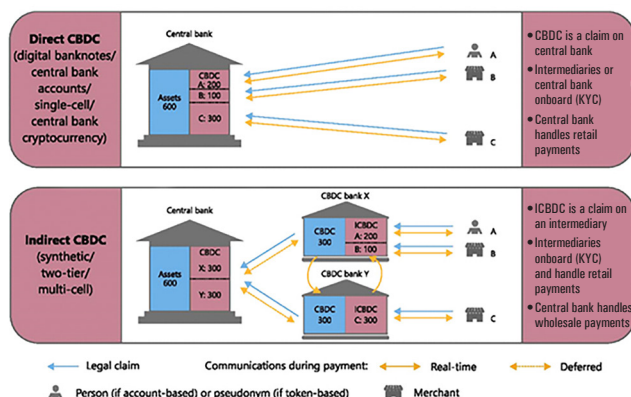 Direct CBDC
(digital banknotes/
central bank
accounts/
single-cell/
central bank
cryptocurrency)
Central bank
Assets
600
CBDC
A: 200
B: 100
C: 300
A
B
C
• CBDC is a claim on
central bank
• Intermediaries or
central bank
onboard (KYC)
• Central bank
handles retail
payments
Indirect CBDC
(synthetic/
two-tier/
multi-cell)
Central bank
Assets
600
CBDC
X: 300
Y: 300
CBDC bank X
CBDC
300
ICBDC
A: 200
B: 100
CBDC bank Y
CBDC
300
ICBDC
C: 300
A
B
C
• ICBDC is a claim on
an intermediary
• Intermediaries
onboard (KYC)
and handle retail
payments
• Central bank handles
wholesale payments
Legal claim
Communications during payment:
Real-time
Deferred
Person (if account-based) or pseudonym (if token-based)
Merchant